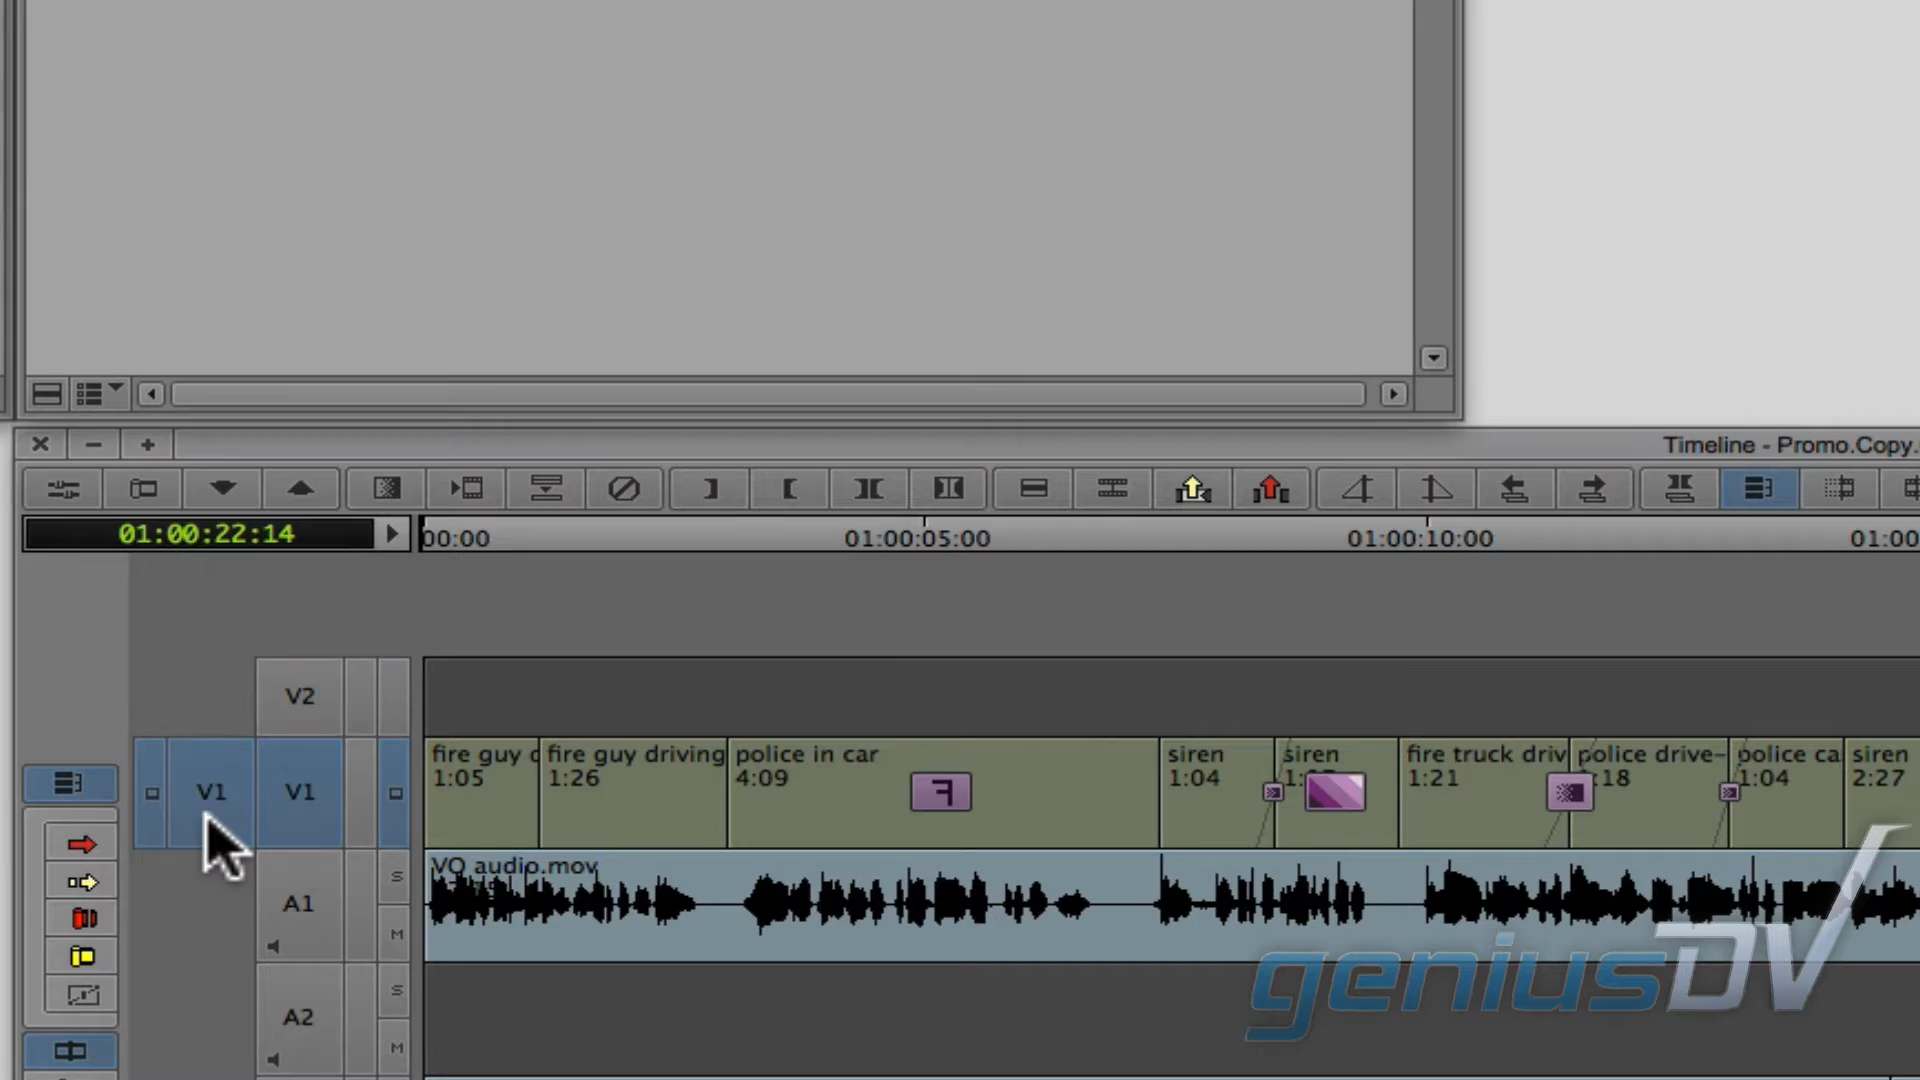 Timeline - Promo.Copy.
01:00:22:14
00:00
01:00:05:00
01:00:10:00
01:00
V2
V1
V1
fire guy d
1:05
fire guy driving
1:26
police in car
4:09
siren
1:04
siren
fire truck driv
1:21
police drive-
:18
police ca
1:04
siren
2:27
A1
S
M
VO audio.mov
A2
S
M
geniusDV